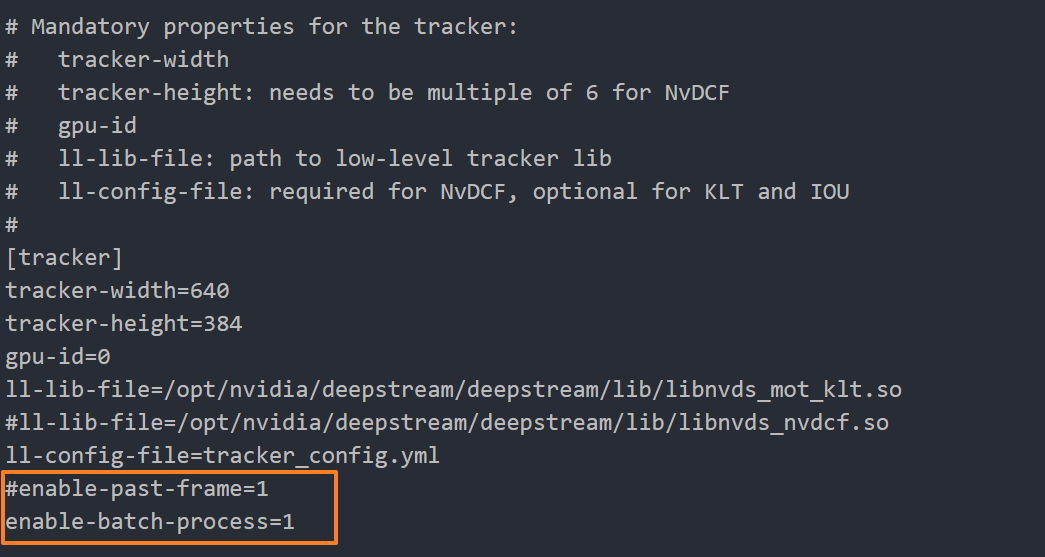 # Mandatory properties for the tracker:
#   tracker-width
#   tracker-height: needs to be multiple of 6 for NvDCF
#   gpu-id
#   ll-lib-file: path to low-level tracker lib
#   ll-config-file: required for NvDCF, optional for KLT and IOU
#
[tracker]
tracker-width=640
tracker-height=384
gpu-id=0
ll-lib-file=/opt/nvidia/deepstream/deepstream/lib/libnvds_mot_klt.so
#ll-lib-file=/opt/nvidia/deepstream/deepstream/lib/libnvds_nvdcf.so
ll-config-file=tracker_config.yml
#enable-past-frame=1
enable-batch-process=1